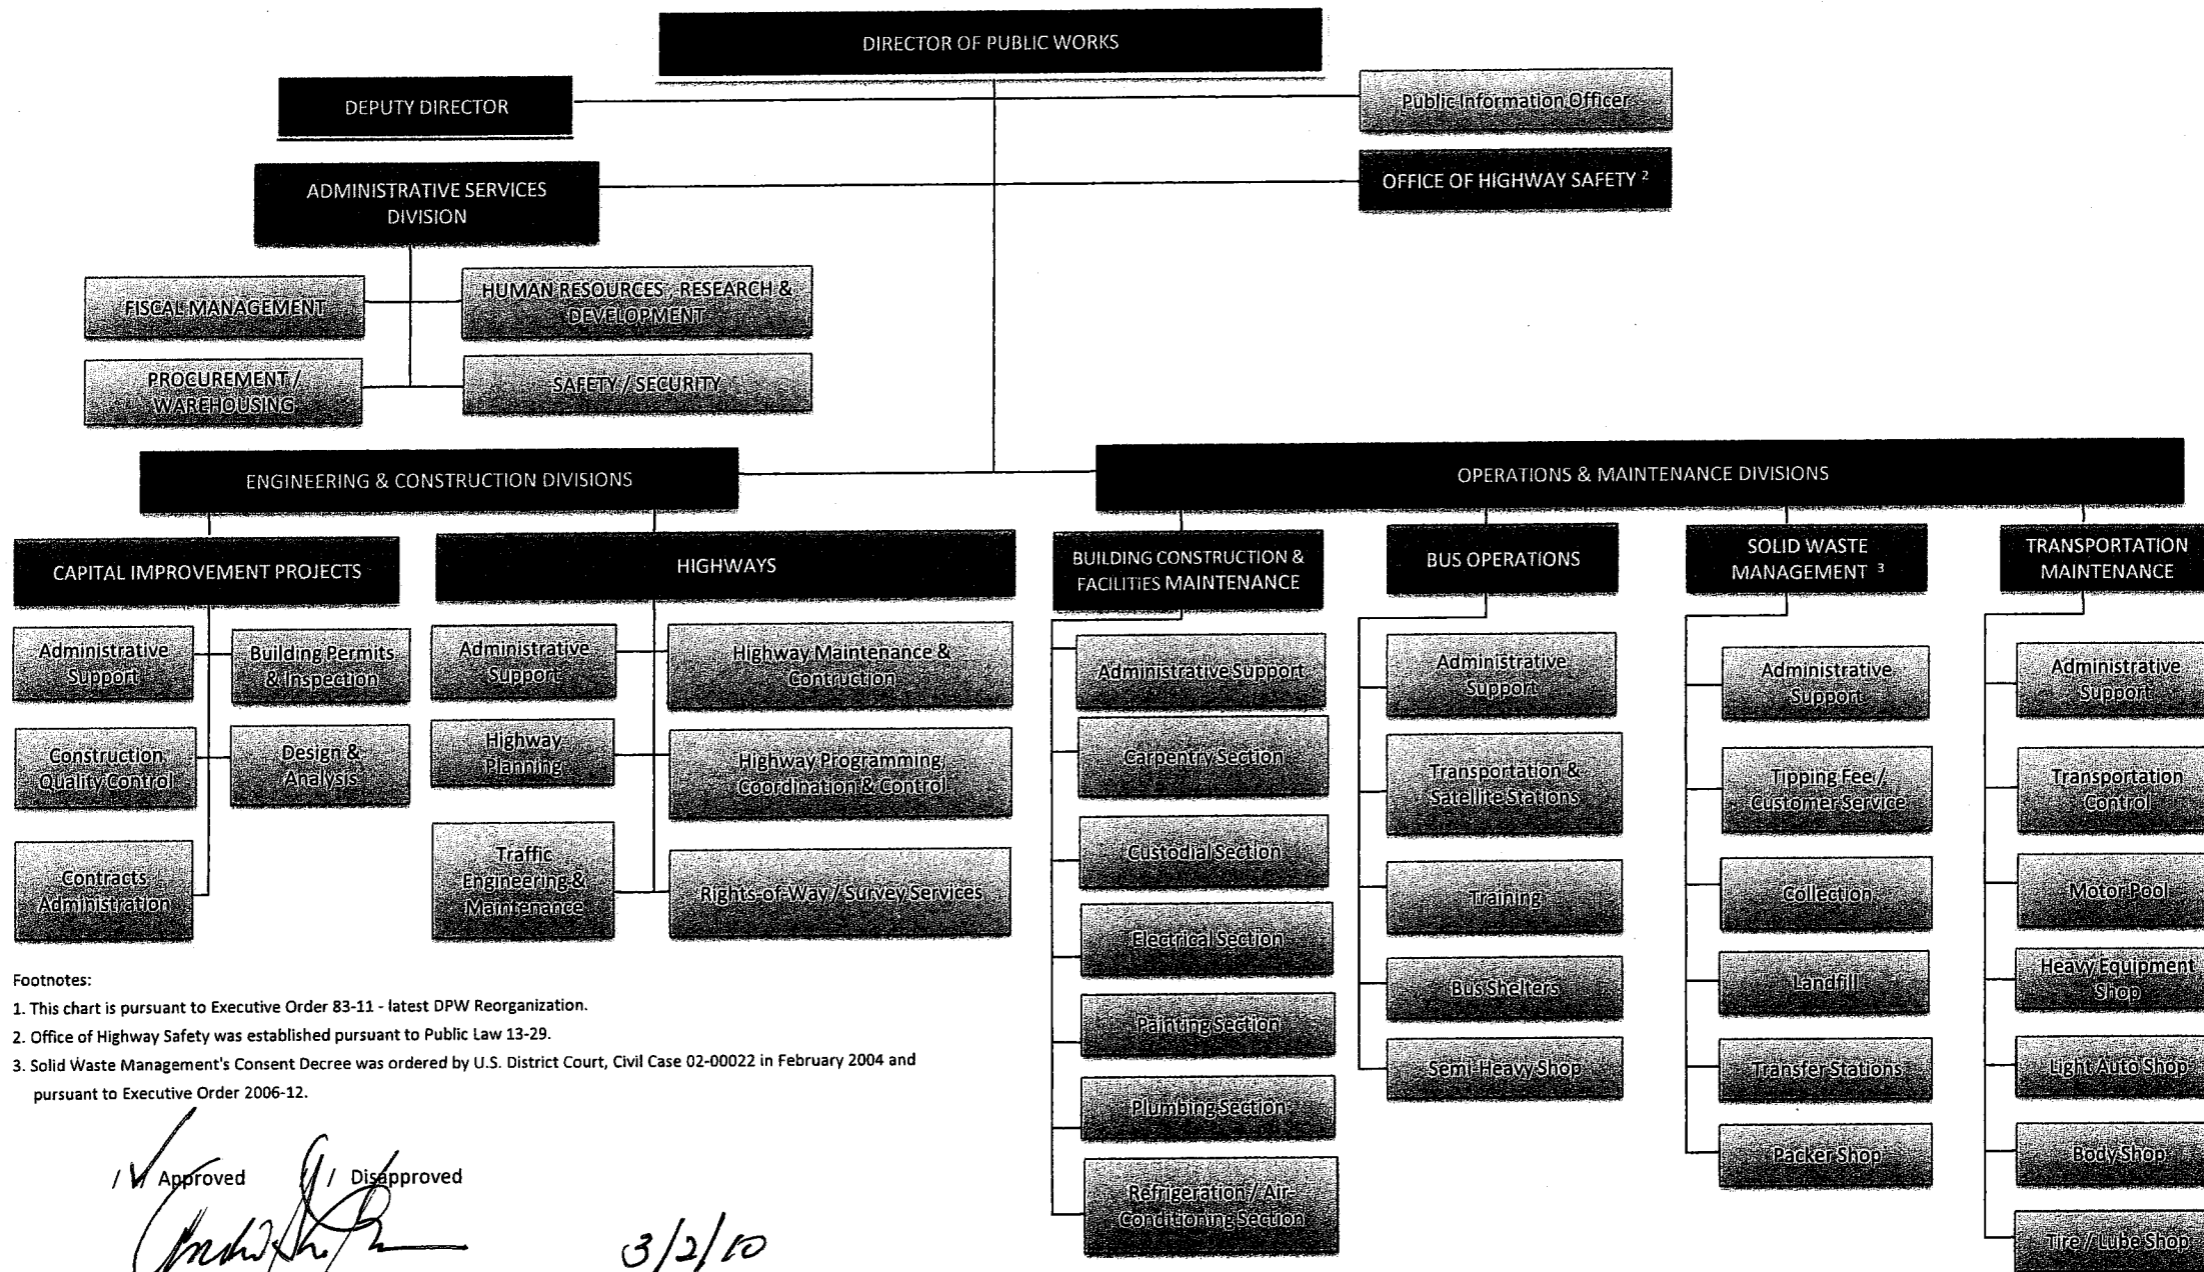 DIRECTOR OF PUBLIC WORKS
DEPUTY DIRECTOR
Public Information Officer
ADMINISTRATIVE SERVICES
DIVISION
OFFICE OF HIGHWAY SAFETY 2
FISCAL MANAGEMENT
HUMAN RESOURCES , RESEARCH &
DEVELOPMENT
PROCUREMENT /
WAREHOUSING
SAFETY / SECURITY
ENGINEERING & CONSTRUCTION DIVISIONS
OPERATIONS & MAINTENANCE DIVISIONS
CAPITAL IMPROVEMENT PROJECTS
Administrative
Support
Building Permits
& Inspection
Construction
Quality Control
Design &
Analysis
Contracts
Administration
HIGHWAYS
Administrative
Support
Highway Maintenance &
Contruction
Highway
Planning
Highway Programming,
Coordination & Control
Traffic
Engineering &
Maintenance
Rights-of-Way / Survey Services
BUILDING CONSTRUCTION &
FACILITIES MAINTENANCE
Administrative Support
Carpentry Section
Custodial Section
Electrical Section
Painting Section
Plumbing Section
Refrigeration / Air-
Conditioning Section
BUS OPERATIONS
Administrative
Support
Transportation &
Satellite Stations
Training
Bus Shelters
Semi-Heavy Shop
SOLID WASTE
MANAGEMENT 3
Administrative
Support
Tipping Fee /
Customer Service
Collection
Landfill
Transfer Stations
Packer Shop
TRANSPORTATION
MAINTENANCE
Administrative
Support
Transportation
Control
Motor Pool
Heavy Equipment
Shop
Light Auto Shop
Body Shop
Tire / Lube Shop
Footnotes:
1. This chart is pursuant to Executive Order 83-11 - latest DPW Reorganization.
2. Office of Highway Safety was established pursuant to Public Law 13-29.
3. Solid Waste Management's Consent Decree was ordered by U.S. District Court, Civil Case 02-00022 in February 2004 and
pursuant to Executive Order 2006-12.
/ / Approved / / Disapproved
3/2/10